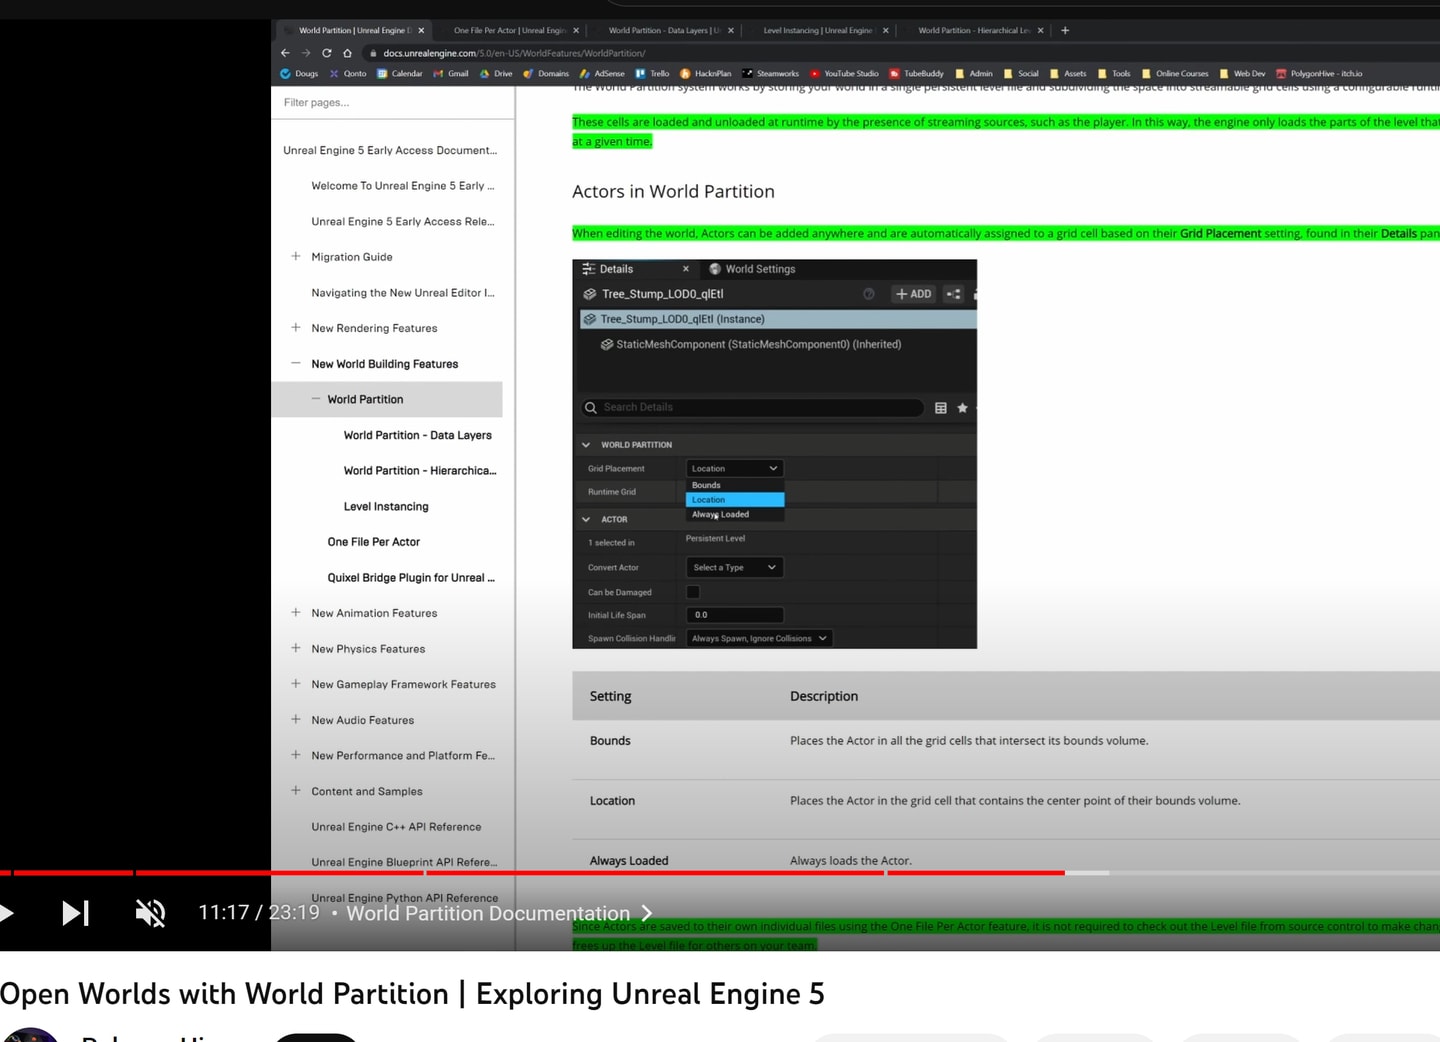 World Partition | Unreal Engine D
One File Per Actor | Unreal Engin
World Partition - Data Layers | U
Level Instancing | Unreal Engine
World Partition - Hierarchical Lev
docs.unrealengine.com/5.0/en-US/WorldFeatures/WorldPartition/
Dougs Qonto Calendar Gmail Drive Domains AdSense Trello HacknPlan Steamworks YouTube Studio TubeBuddy Admin Social Assets Tools Online Courses Web Dev PolygonHive - itch.io
Filter pages...
Unreal Engine 5 Early Access Document...
Welcome To Unreal Engine 5 Early ...
Unreal Engine 5 Early Access Rele...
Migration Guide
Navigating the New Unreal Editor I...
New Rendering Features
New World Building Features
World Partition
World Partition - Data Layers
World Partition - Hierarchica...
Level Instancing
One File Per Actor
Quixel Bridge Plugin for Unreal ...
New Animation Features
New Physics Features
New Gameplay Framework Features
New Audio Features
New Performance and Platform Fe...
Content and Samples
Unreal Engine C++ API Reference
Unreal Engine Blueprint API Refere...
Unreal Engine Python API Reference
The World Partition system works by storing your world in a single persistent level file and subdividing the space into streamable grid cells using a configurable runti
These cells are loaded and unloaded at runtime by the presence of streaming sources, such as the player. In this way, the engine only loads the parts of the level that
at a given time.
Actors in World Partition
When editing the world, Actors can be added anywhere and are automatically assigned to a grid cell based on their Grid Placement setting, found in their Details pan
Details
World Settings
Tree_Stump_LOD0_qlEtl
+ ADD
Tree_Stump_LOD0_qlEtl (Instance)
StaticMeshComponent (StaticMeshComponent0) (Inherited)
Search Details
WORLD PARTITION
Grid Placement Location
Bounds
Runtime Grid
Location
Always Loaded
ACTOR
1 selected in Persistent Level
Convert Actor Select a Type
Can be Damaged
Initial Life Span 0.0
Spawn Collision Handli Always Spawn, Ignore Collisions
Setting Description
Bounds Places the Actor in all the grid cells that intersect its bounds volume.
Location Places the Actor in the grid cell that contains the center point of their bounds volume.
Always Loaded Always loads the Actor.
Since Actors are saved to their own individual files using the One File Per Actor feature, it is not required to check out the Level file from source control to make chan
frees up the Level file for others on your team.
11:17 / 23:19 • World Partition Documentation
Open Worlds with World Partition | Exploring Unreal Engine 5